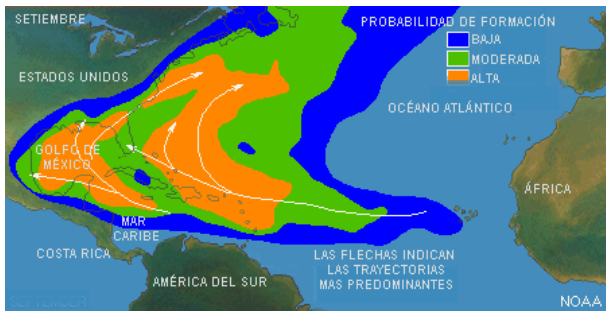 SETIEMBRE
PROBABILIDAD DE FORMACIÓN
BAJA
MODERADA
ALTA
ESTADOS UNIDOS
OCÉANO ATLÁNTICO
GOLFO DE
MÉXICO
ÁFRICA
MAR
CARIBE
COSTA RICA
AMÉRICA DEL SUR
LAS FLECHAS INDICAN
LAS TRAYECTORIAS
MAS PREDOMINANTES
SEPTEMBER
NOAA